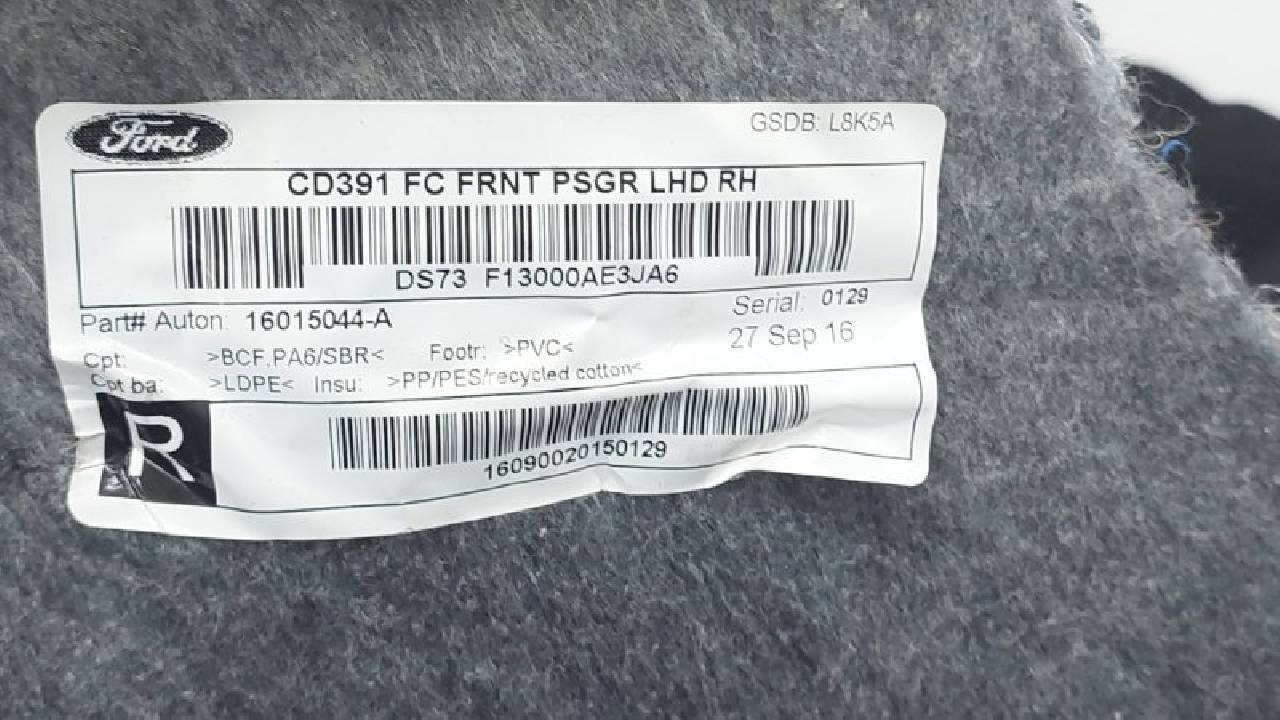 Ford
GSDB: L8K5A
CD391 FC FRNT PSGR LHD RH
DS73 F13000AE3JA6
Part# Auton: 16015044-A
Serial: 0129
27 Sep 16
Cpt: >BCF,PA6/SBR< Footr: >PVC<
Cpt ba: >LDPE< Insu: >PP/PES/recycled cotton<
R
16090020150129